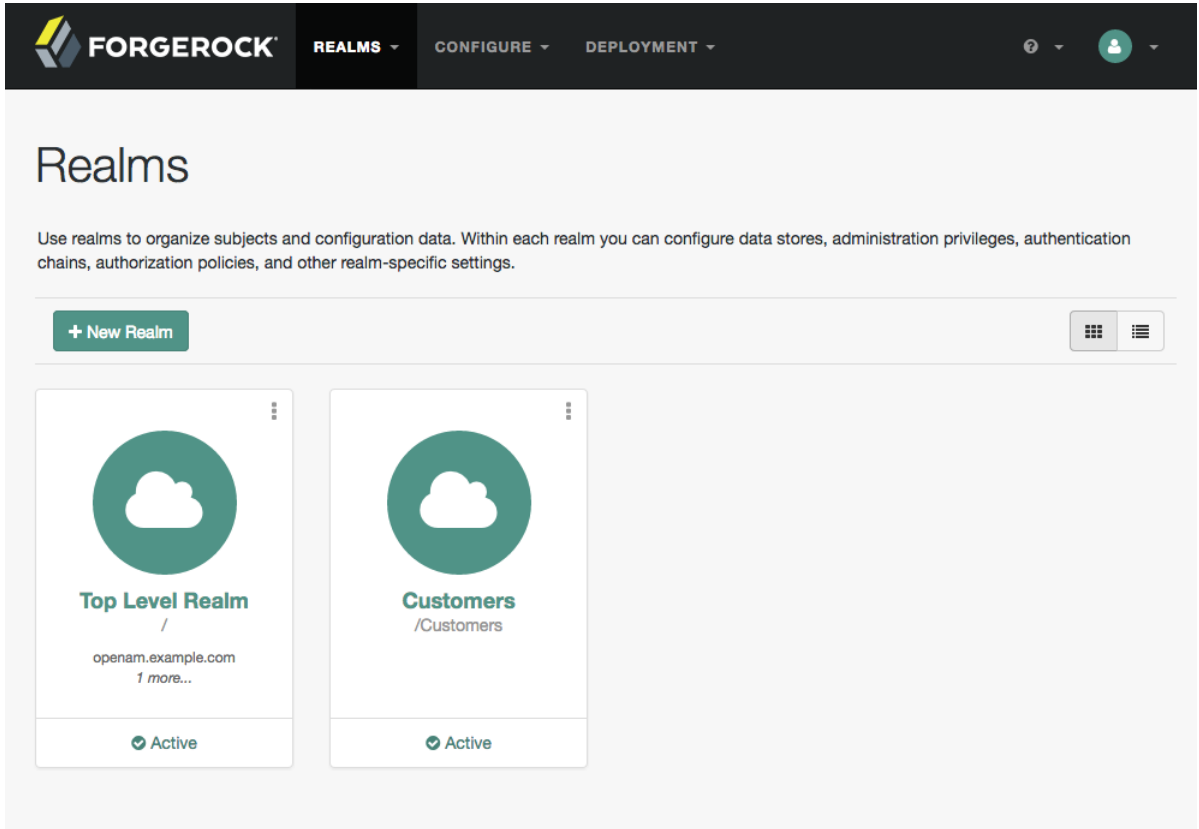 FORGEROCK
REALMS
CONFIGURE
DEPLOYMENT
Realms
Use realms to organize subjects and configuration data. Within each realm you can configure data stores, administration privileges, authentication
chains, authorization policies, and other realm-specific settings.
+ New Realm
Top Level Realm
/
openam.example.com
1 more...
Active
Customers
/Customers
Active